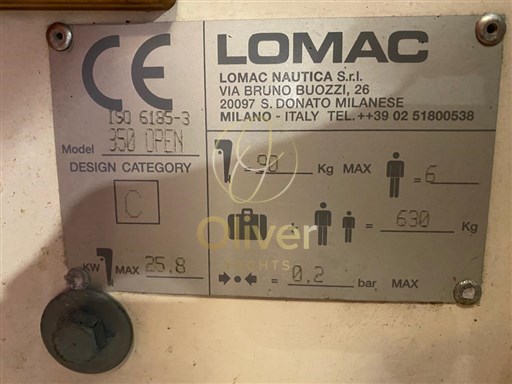 CE
ISO 6185-3
Model 350 OPEN
DESIGN CATEGORY
C
KW MAX 25.8
LOMAC
LOMAC NAUTICA S.r.l.
VIA BRUNO BUOZZI, 26
20097 S. DONATO MILANESE
MILANO - ITALY TEL.++39 02 51800538
90 Kg MAX = 6
+ = 630 Kg
= 0,2 bar MAX
Oliver
YACHTS